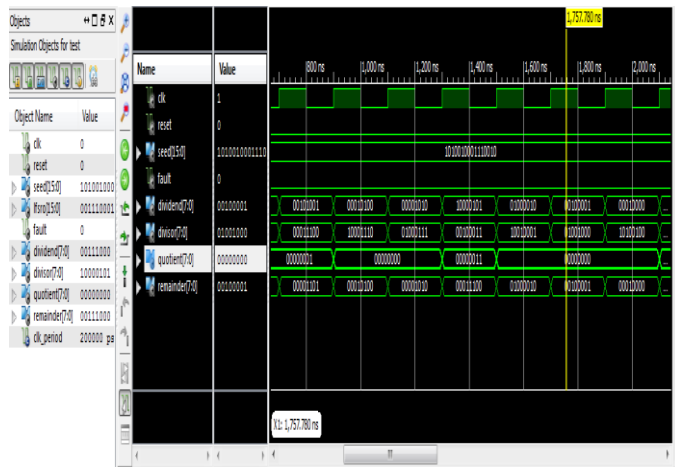 Objects
Simulation Objects for test
Object Name Value
clk 0
reset 0
seed[15:0] 101001000
lfsro[15:0] 001110001
fault 0
dividend[7:0] 00111000
divisor[7:0] 10000101
quotient[7:0] 00000000
remainder[7:0] 00111000
clk_period 200000 ps
Name Value
clk 1
reset 0
seed[15:0] 1010010001110
fault 0
dividend[7:0] 00100001
divisor[7:0] 01001000
quotient[7:0] 00000000
remainder[7:0] 00100001
1,757.780 ns
800 ns 1,000 ns 1,200 ns 1,400 ns 1,600 ns 1,800 ns 2,000 ns
1010010001110010
00101001 00010100 00001010 10000101 01000010 00100001 00010000 ...
00011100 10001110 01000111 00100011 10010001 01001000 10100100 ...
00000001 00000000 00000011 00000000 ...
00001101 00010100 00001010 00011100 01000010 00100001 00010000 ...
X1: 1,757.780 ns